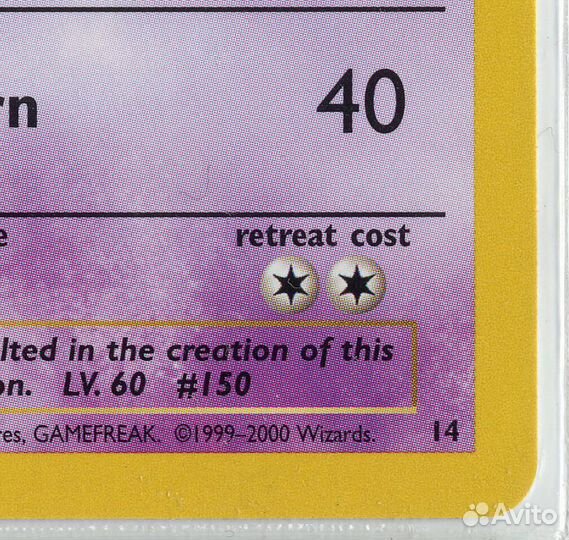 rn 40
e retreat cost
lted in the creation of this
on. LV. 60 #150
res, GAMEFREAK. ©1999–2000 Wizards. 14
Avito